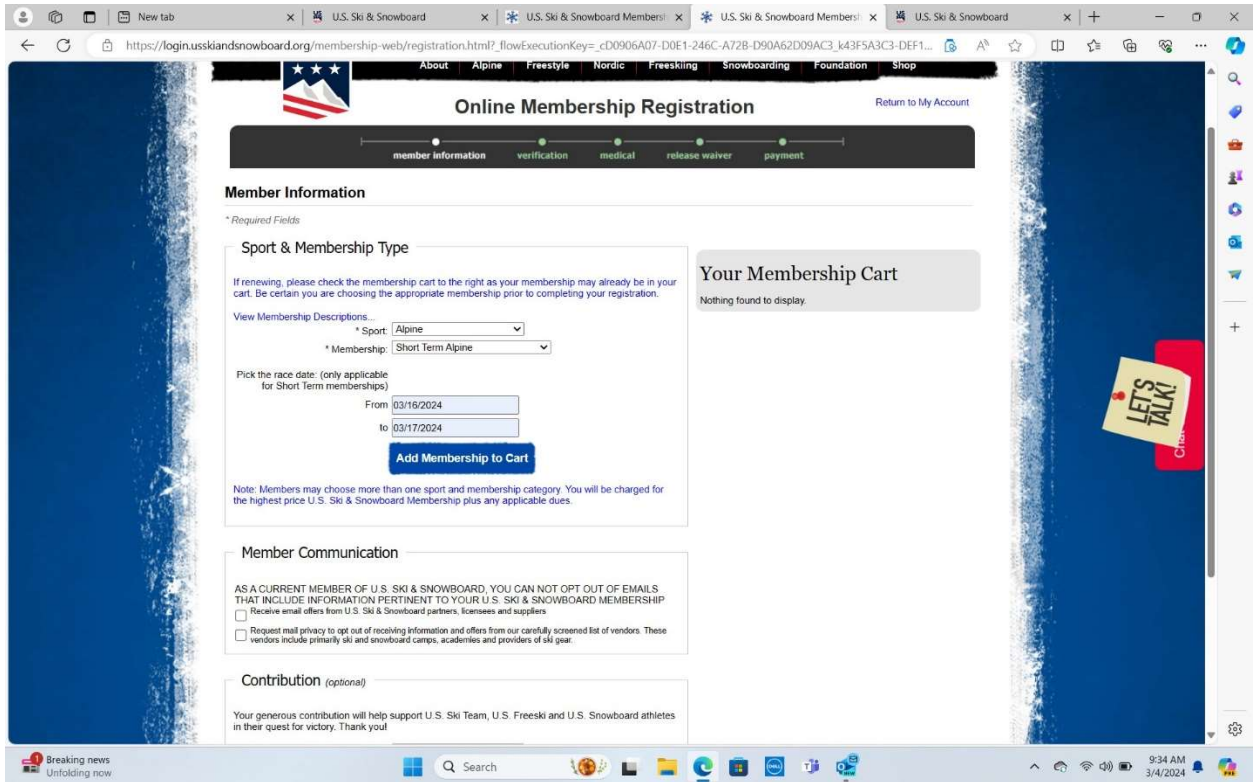 New tab
U.S. Ski & Snowboard
U.S. Ski & Snowboard Members
U.S. Ski & Snowboard Members
U.S. Ski & Snowboard
https://login.usskiandsnowboard.org/membership-web/registration.html?_flowExecutionKey=_cD0906A07-D0E1-246C-A72B-D90A62D09AC3_k43F5A3C3-DEF1...
About Alpine Freestyle Nordic Freeskiing Snowboarding Foundation Shop
Online Membership Registration
Return to My Account
member information verification medical release waiver payment
Member Information
* Required Fields
Sport & Membership Type
If renewing, please check the membership cart to the right as your membership may already be in your
cart. Be certain you are choosing the appropriate membership prior to completing your registration.
View Membership Descriptions...
* Sport: Alpine
* Membership: Short Term Alpine
Pick the race date: (only applicable
for Short Term memberships)
From 03/16/2024
to 03/17/2024
Add Membership to Cart
Note: Members may choose more than one sport and membership category. You will be charged for
the highest price U.S. Ski & Snowboard Membership plus any applicable dues.
Your Membership Cart
Nothing found to display.
LET'S
TALK!
Member Communication
AS A CURRENT MEMBER OF U.S. SKI & SNOWBOARD, YOU CAN NOT OPT OUT OF EMAILS
THAT INCLUDE INFORMATION PERTINENT TO YOUR U.S. SKI & SNOWBOARD MEMBERSHIP
Receive email offers from U.S. Ski & Snowboard partners, licensees and suppliers
Request mail privacy to opt out of receiving information and offers from our carefully screened list of vendors. These
vendors include primarily ski and snowboard camps, academies and providers of ski gear.
Contribution (optional)
Your generous contribution will help support U.S. Ski Team, U.S. Freeski and U.S. Snowboard athletes
in their quest for victory. Thank you!
1
Breaking news
Unfolding now
Search
9:34 AM
3/4/2024